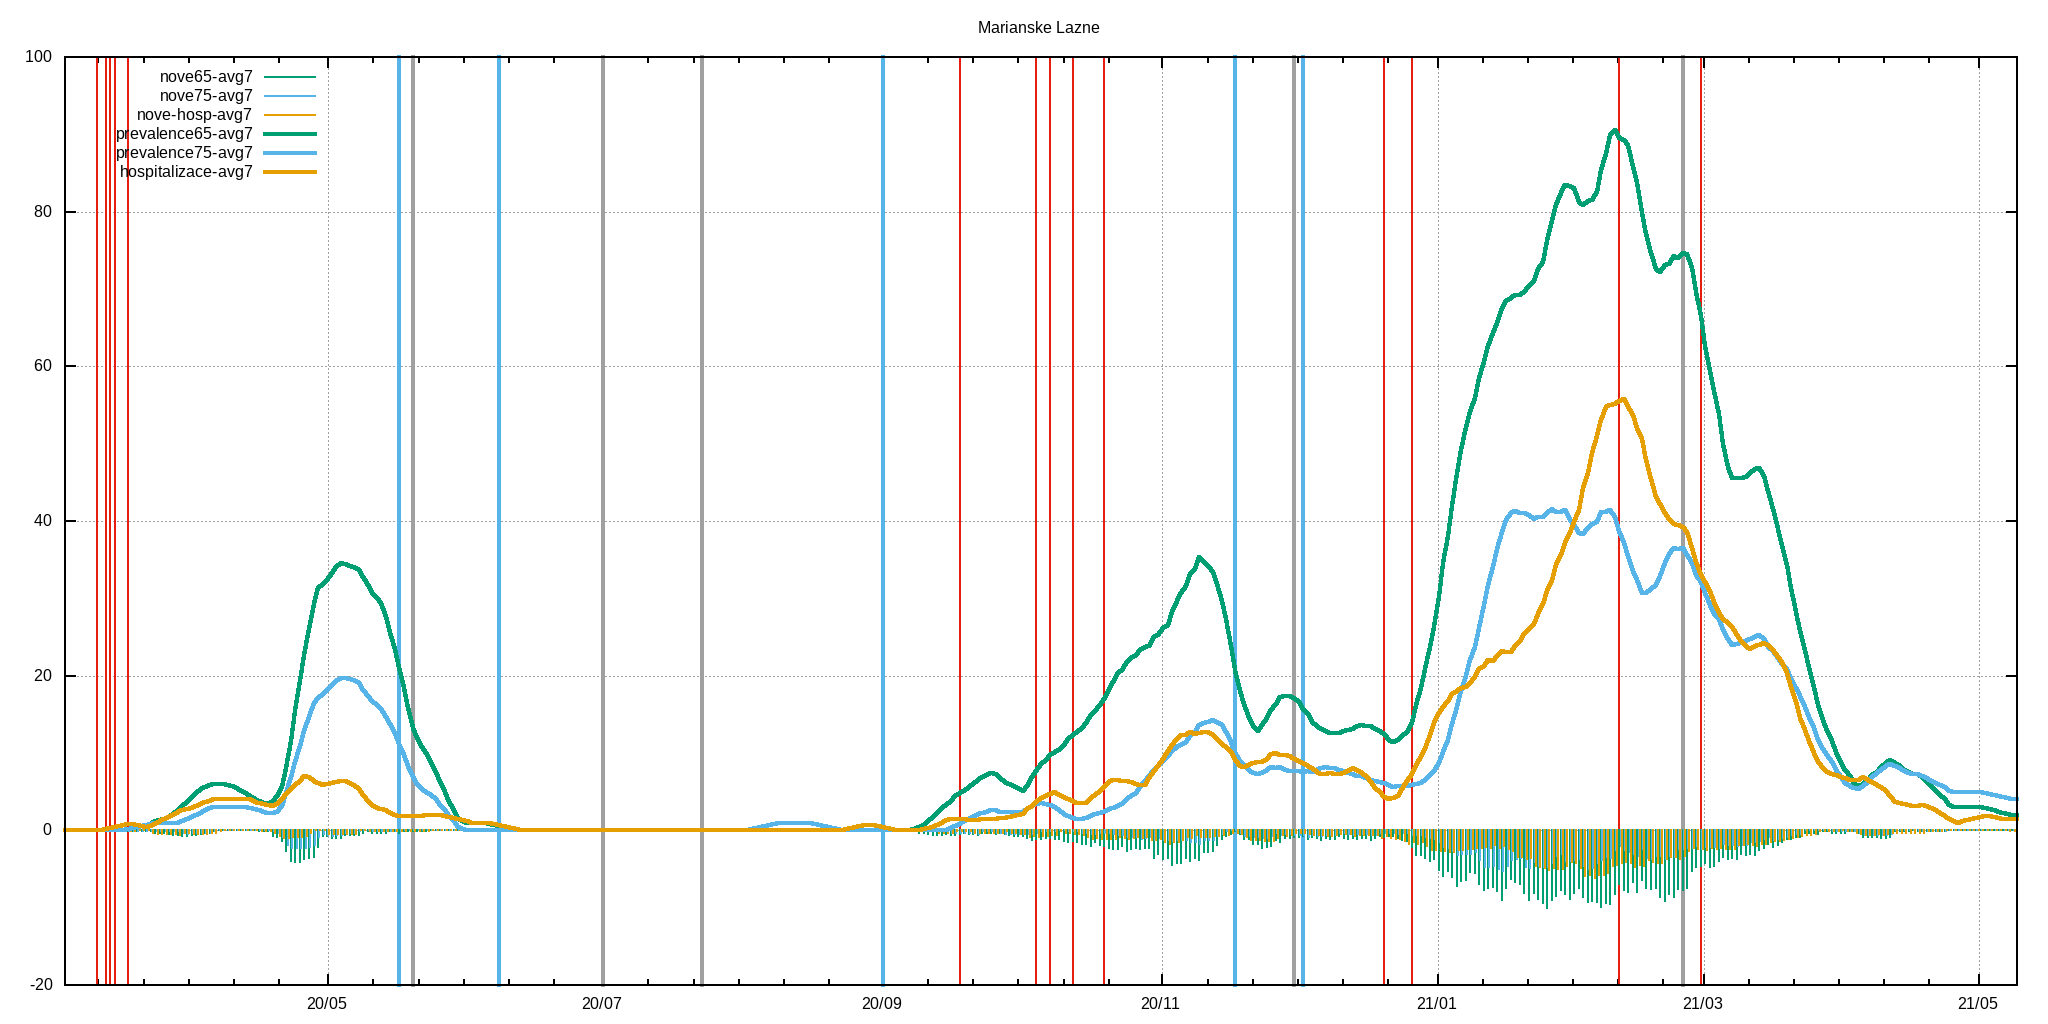 Marianske Lazne
100
80
60
40
20
0
-20
nove65-avg7
nove75-avg7
nove-hosp-avg7
prevalence65-avg7
prevalence75-avg7
hospitalizace-avg7
20/05 20/07 20/09 20/11 21/01 21/03 21/05